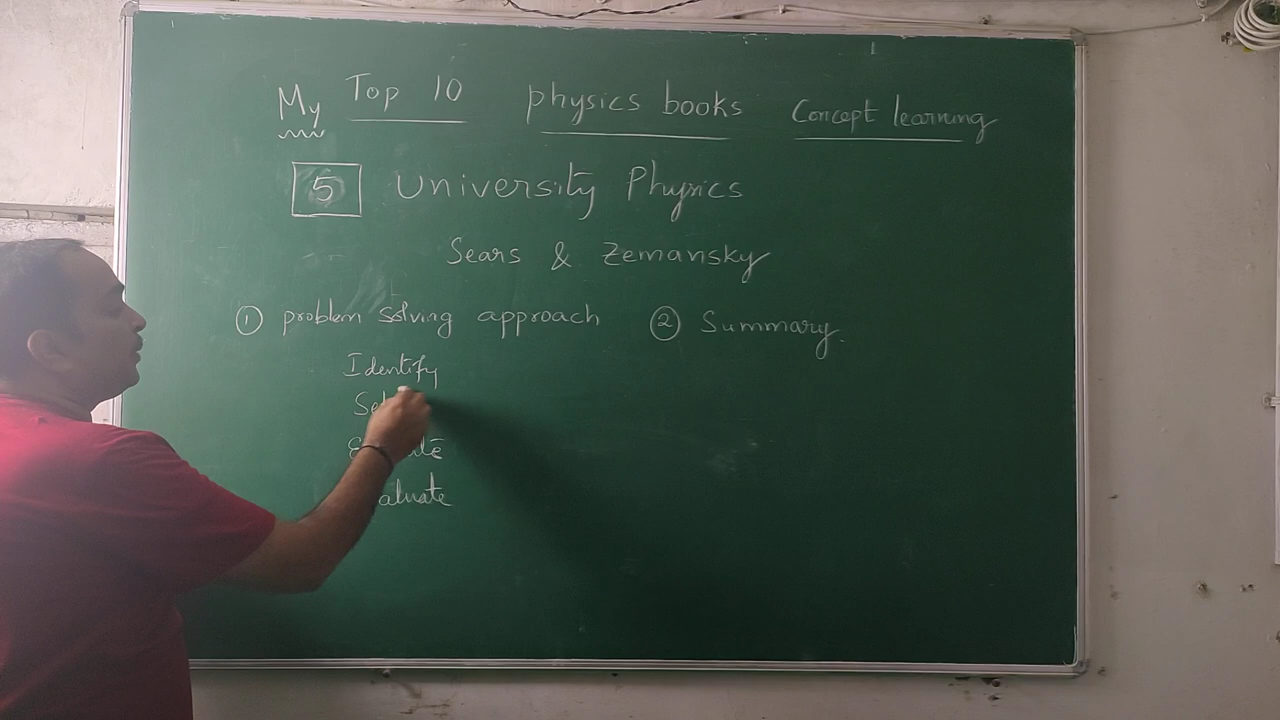 My Top 10 physics books Concept learning
5 University Physics
Sears & Zemansky
① problem solving approach ② Summary.
Identify